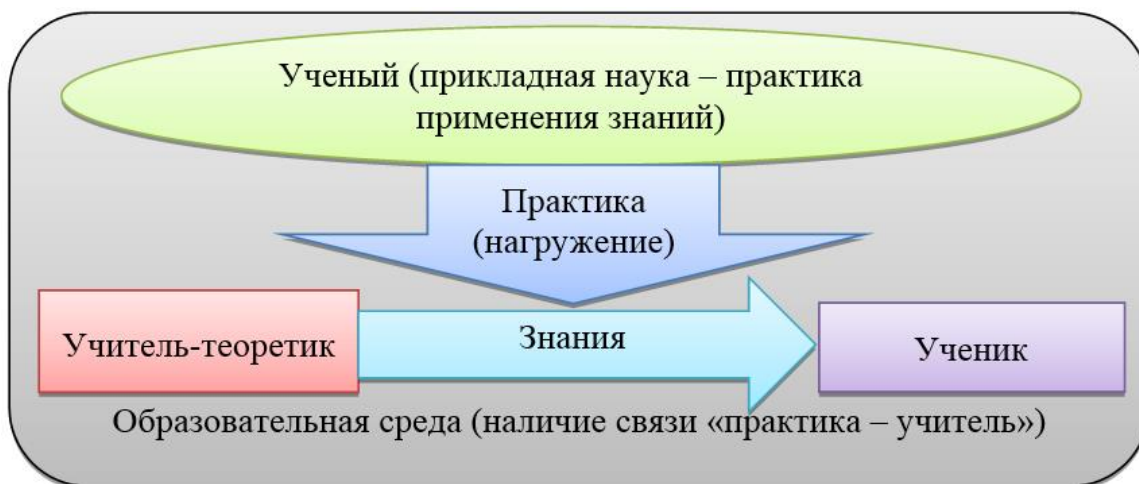 Ученый (прикладная наука – практика
применения знаний)
Практика
(нагружение)
Учитель-теоретик
Знания
Ученик
Образовательная среда (наличие связи «практика – учитель»)